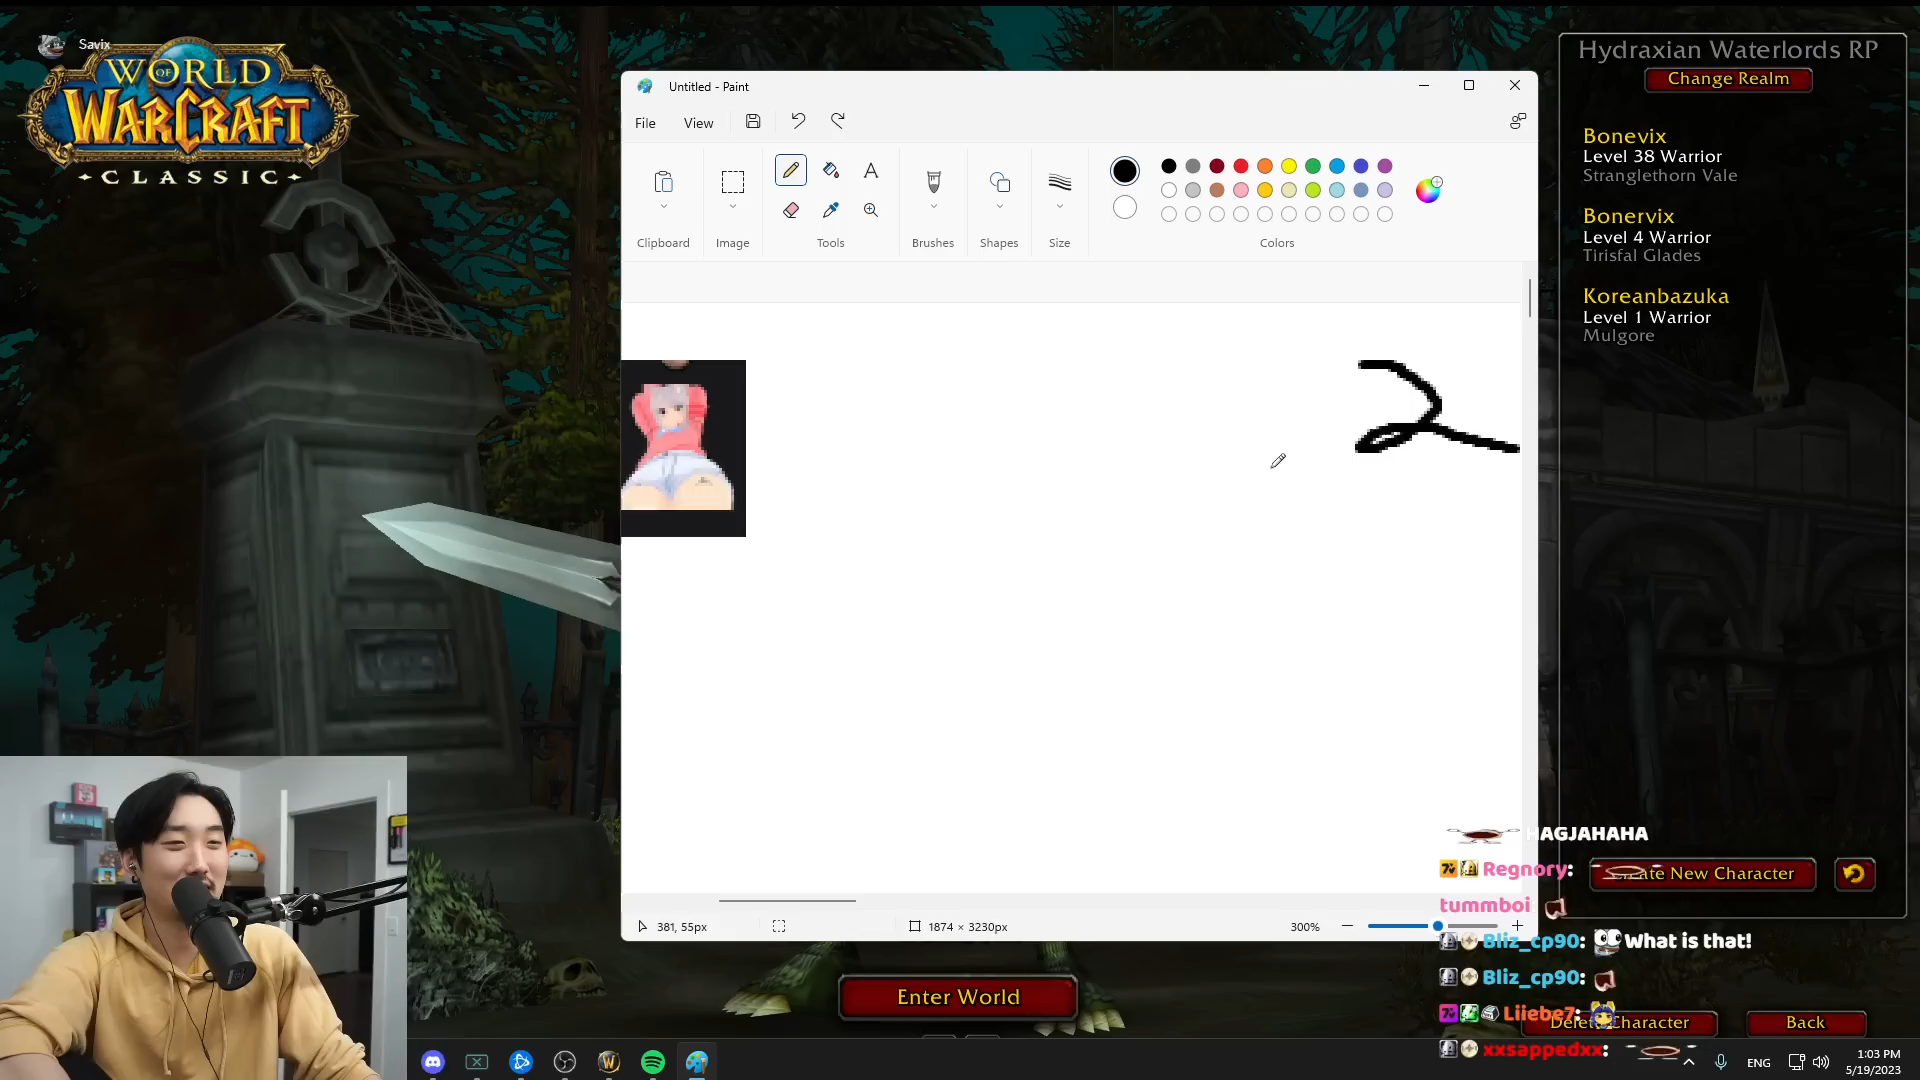 Savix
WORLD OF
WARCRAFT
CLASSIC
Untitled - Paint
File
View
Clipboard
Image
Tools
Brushes
Shapes
Size
Colors
2
381, 55px
1874 × 3230px
300%
Hydraxian Waterlords RP
Change Realm
Bonevix
Level 38 Warrior
Stranglethorn Vale
Bonervix
Level 4 Warrior
Tirisfal Glades
Koreanbazuka
Level 1 Warrior
Mulgore
HAGJAHAHA
Regnory:
New Character
tummboi
Bliz_cp90: What is that!
Bliz_cp90:
Liiebe7:
Character
Back
xxsappedxx:
Enter World
ENG
1:03 PM
5/19/2023